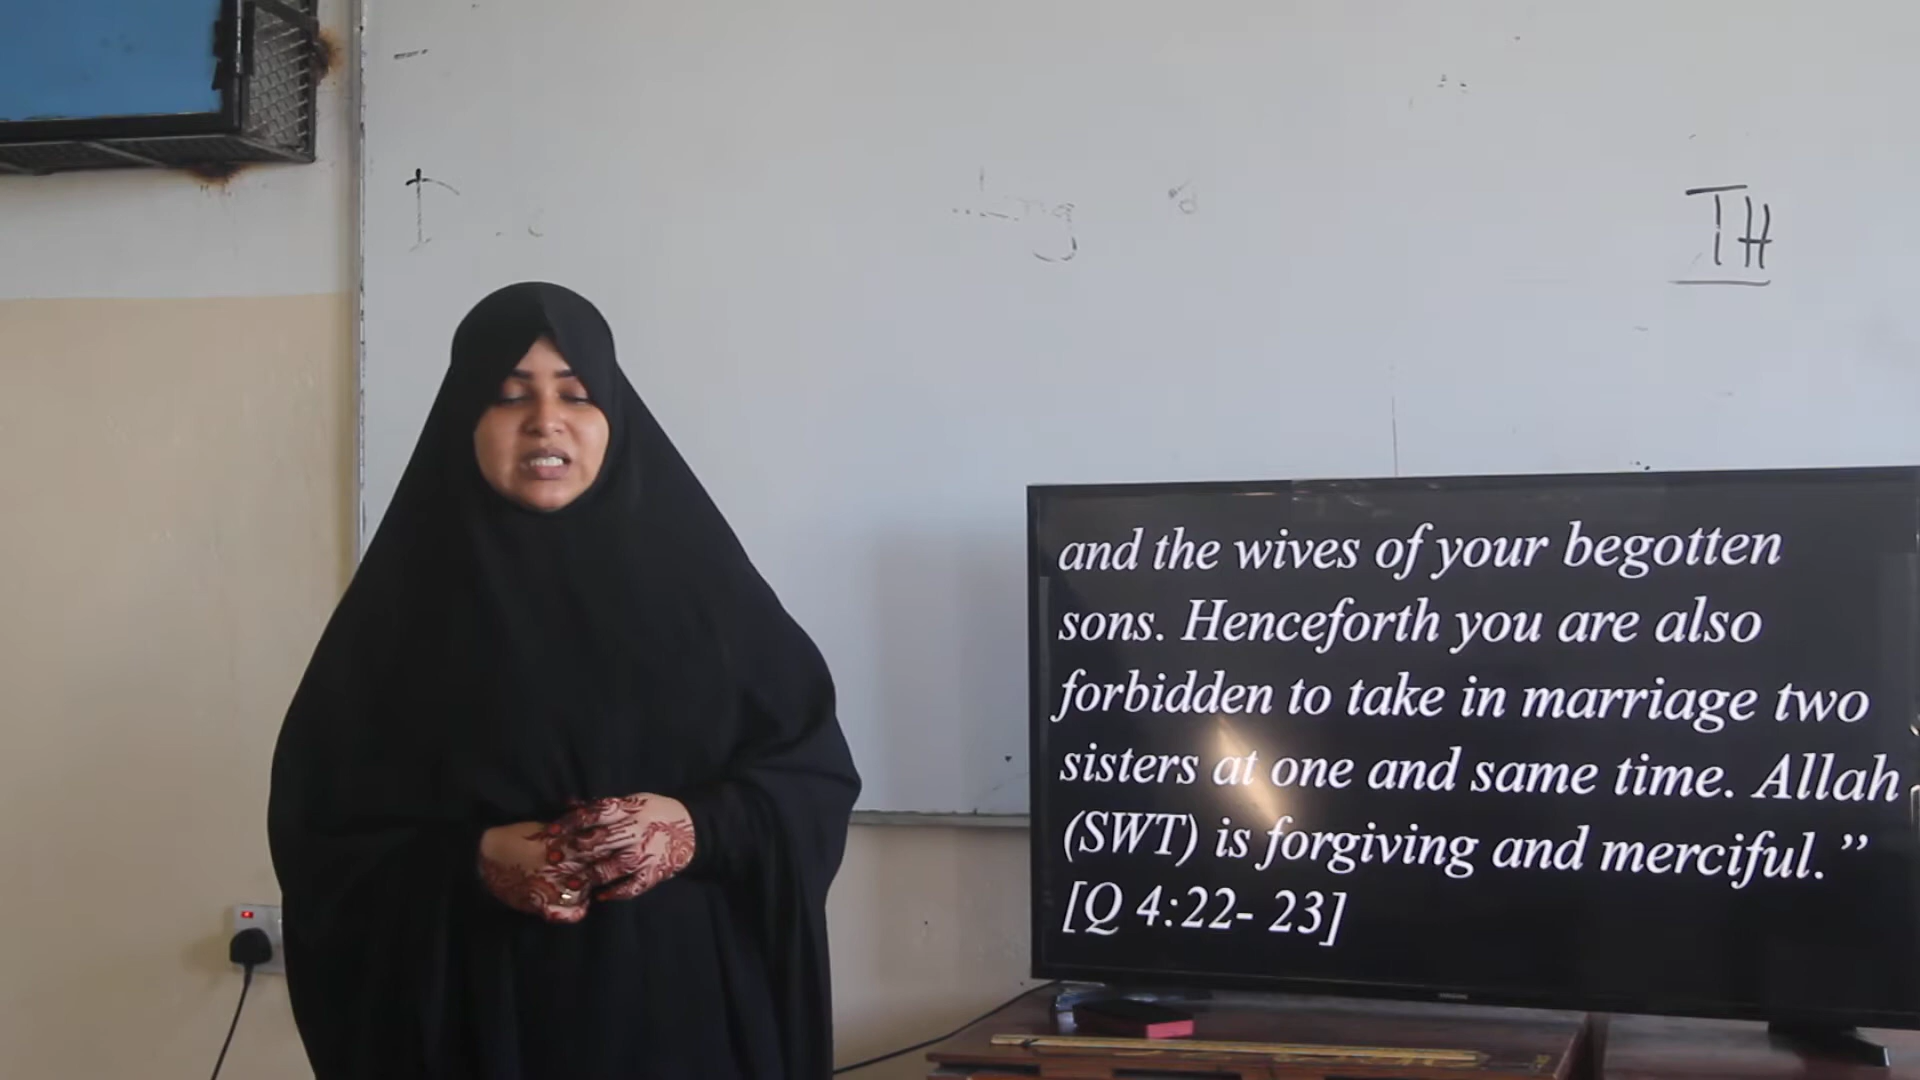 TH
and the wives of your begotten
sons. Henceforth you are also
forbidden to take in marriage two
sisters at one and same time. Allah
(SWT) is forgiving and merciful.”
[Q 4:22- 23]